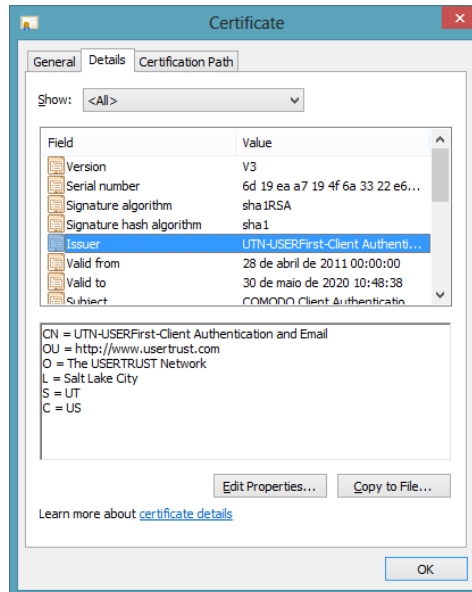 Certificate
General Details Certification Path
Show: <All>
Field Value
Version V3
Serial number 6d 19 ea a7 19 4f 6a 33 22 e6...
Signature algorithm sha1RSA
Signature hash algorithm sha1
Issuer UTN-USERFirst-Client Authenti...
Valid from 28 de abril de 2011 00:00:00
Valid to 30 de maio de 2020 10:48:38
Subject COMODO Client Authenticatio
CN = UTN-USERFirst-Client Authentication and Email
OU = http://www.usertrust.com
O = The USERTRUST Network
L = Salt Lake City
S = UT
C = US
Edit Properties... Copy to File...
Learn more about certificate details
OK